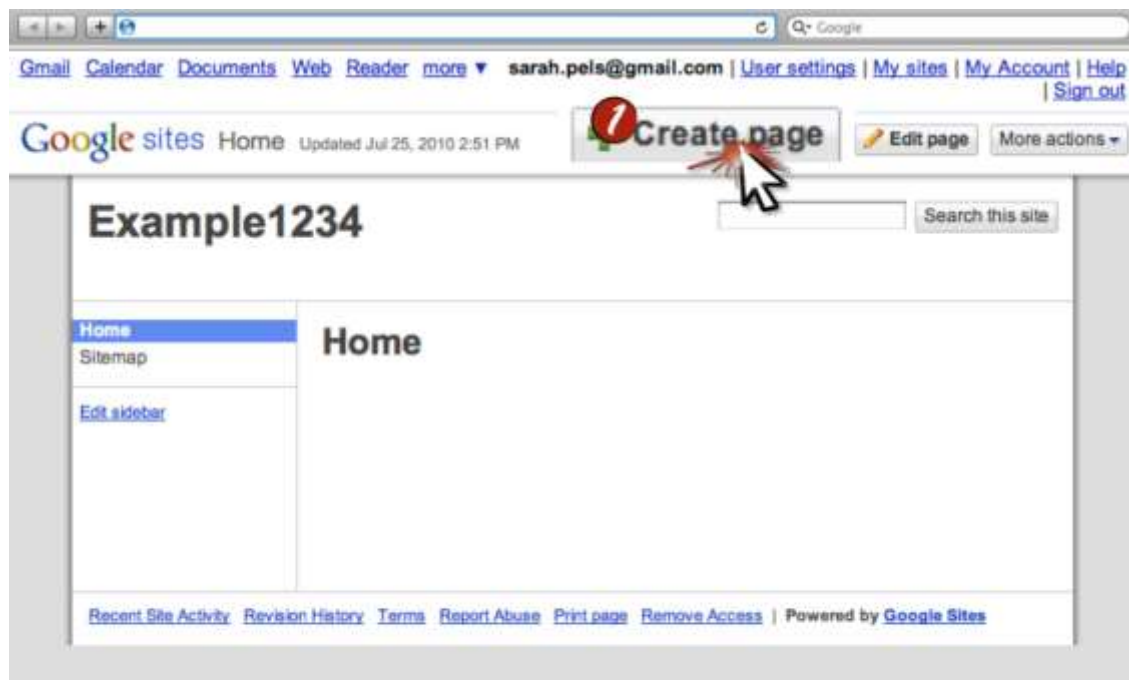 Google
Gmail Calendar Documents Web Reader more ▼ sarah.pels@gmail.com | User settings | My sites | My Account | Help
| Sign out
Google sites Home Updated Jul 25, 2010 2:51 PM 1 Create page Edit page More actions
Example1234 Search this site
Home
Sitemap
Home
Edit sidebar
Recent Site Activity Revision History Terms Report Abuse Print page Remove Access | Powered by Google Sites